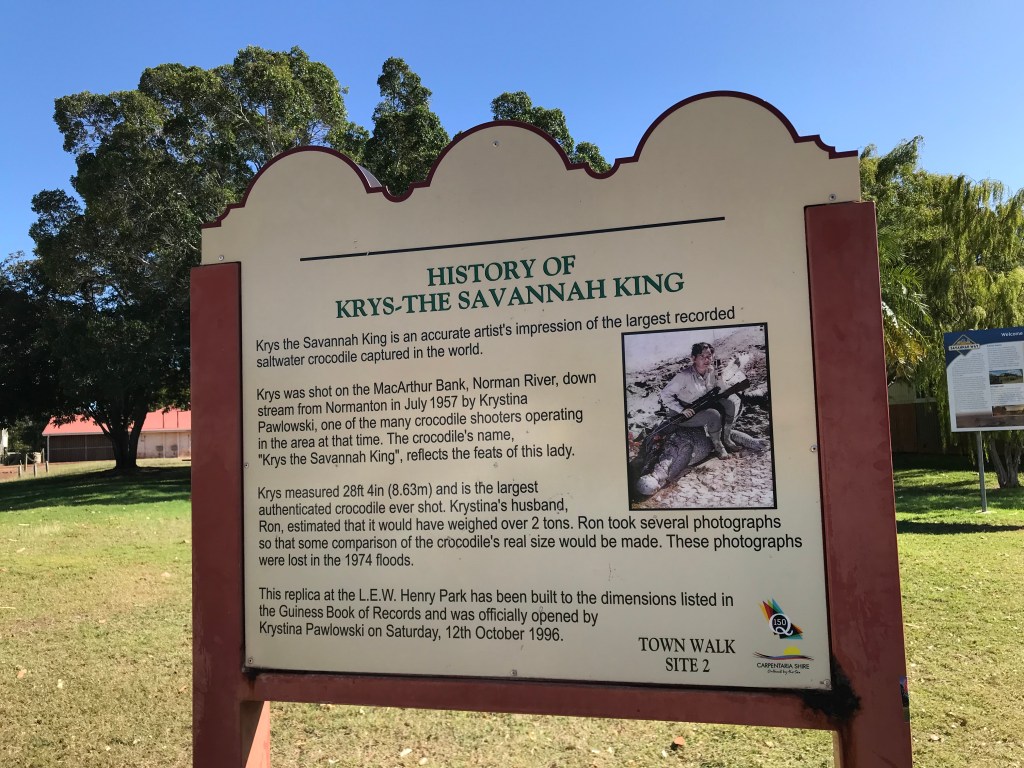 HISTORY OF
KRYS-THE SAVANNAH KING
Krys the Savannah King is an accurate artist's impression of the largest recorded
saltwater crocodile captured in the world.
Krys was shot on the MacArthur Bank, Norman River, down
stream from Normanton in July 1957 by Krystina
Pawlowski, one of the many crocodile shooters operating
in the area at that time. The crocodile's name,
"Krys the Savannah King", reflects the feats of this lady.
Krys measured 28ft 4in (8.63m) and is the largest
authenticated crocodile ever shot. Krystina's husband,
Ron, estimated that it would have weighed over 2 tons. Ron took several photographs
so that some comparison of the crocodile's real size would be made. These photographs
were lost in the 1974 floods.
This replica at the L.E.W. Henry Park has been built to the dimensions listed in
the Guiness Book of Records and was officially opened by
Krystina Pawlowski on Saturday, 12th October 1996.
TOWN WALK
SITE 2
Q150
CARPENTARIA SHIRE
Welcome
SAVANNAH WAY